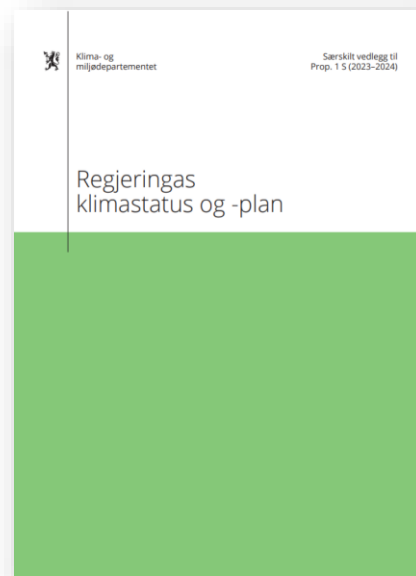 Klima- og
miljødepartementet
Særskilt vedlegg til
Prop. 1 S (2023–2024)
Regjeringas
klimastatus og -plan